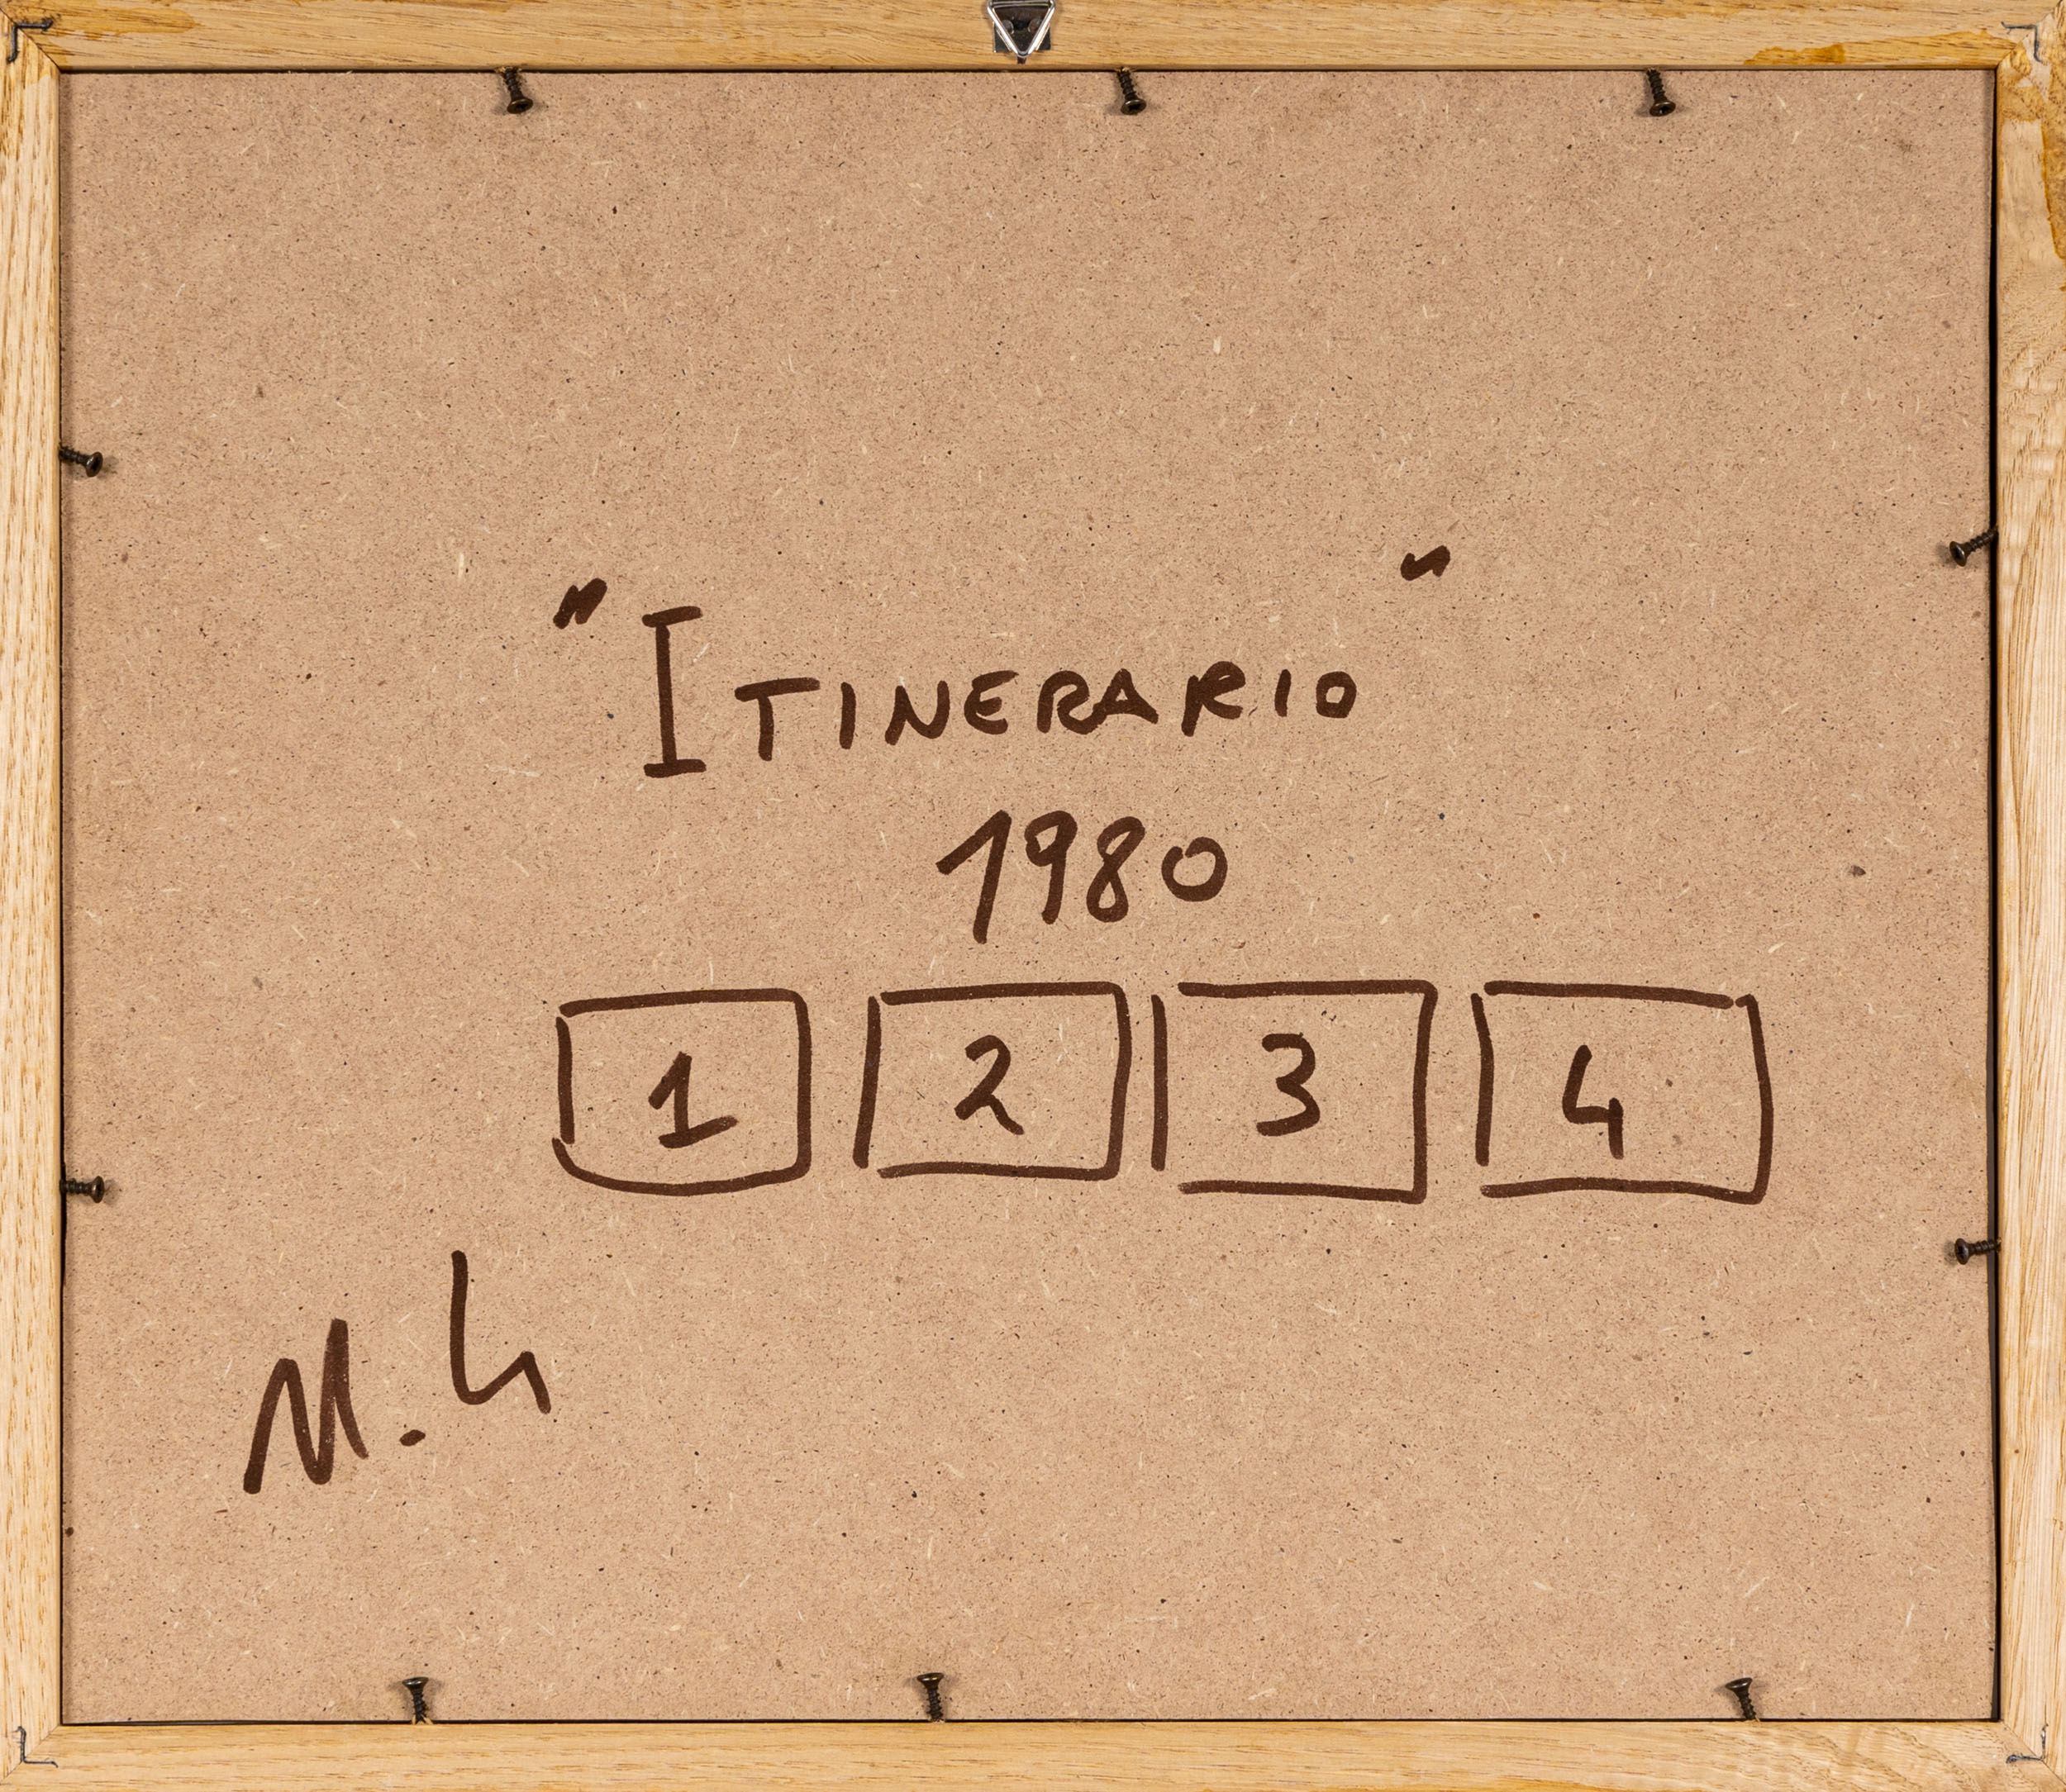 "ITINERARIO"
1980
1 2 3 4
M.